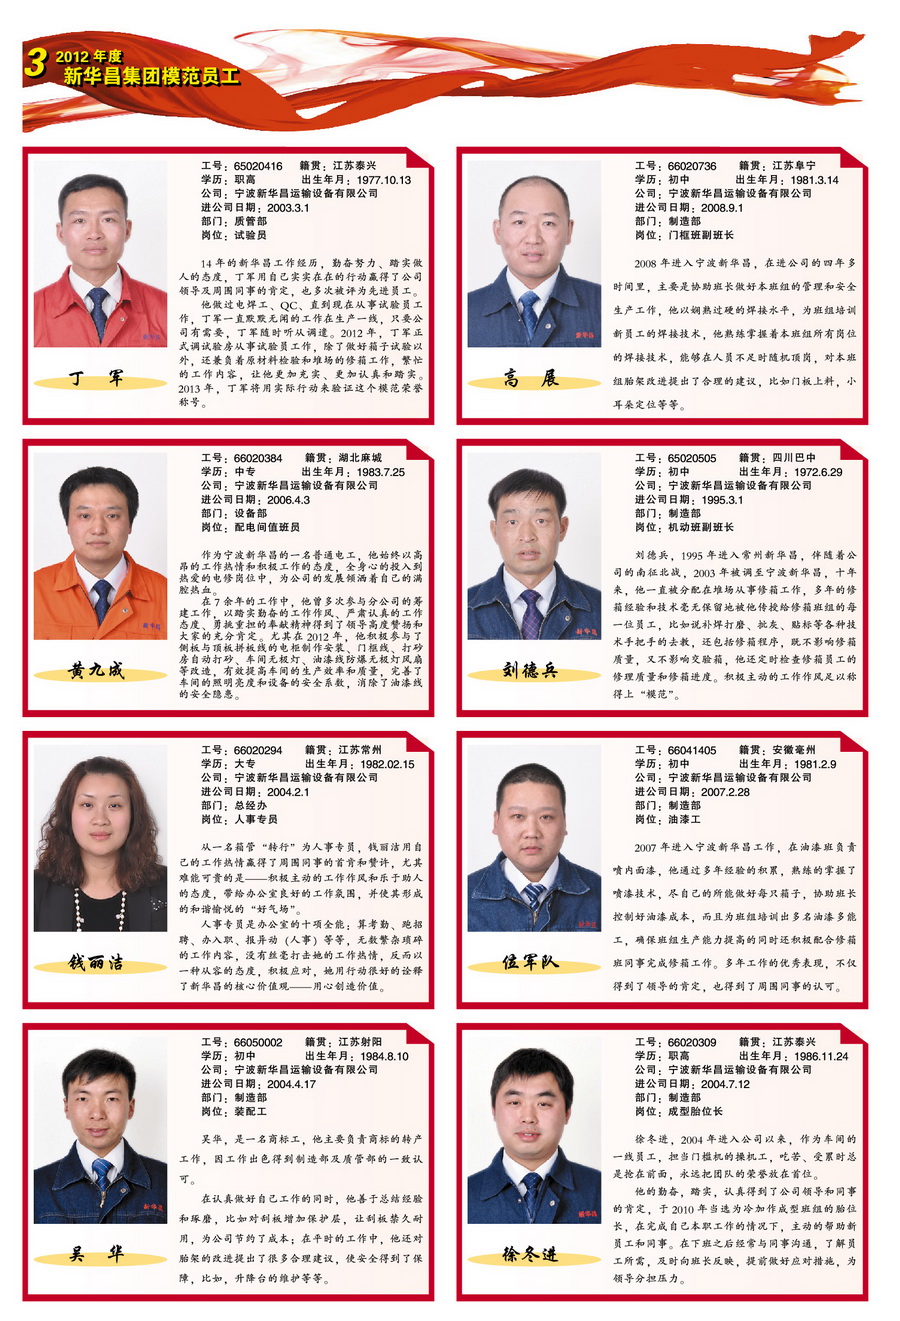 3
2012 年度
新华昌集团模范员工
工号：65020416 籍贯：江苏泰兴
学历：职高 出生年月：1977.10.13
公司：宁波新华昌运输设备有限公司
进公司日期：2003.3.1
部门：质管部
岗位：试验员
14 年的新华昌工作经历，勤奋努力、踏实做
人的态度，丁军用自己实实在在的行动赢得了公司
领导及周围同事的肯定，也多次被评为先进员工。
他做过电焊工、QC、直到现在从事试验员工
作，丁军一直默默无闻的工作在生产一线，只要公
司有需要，丁军随时听从调遣。2012 年，丁军正
式调试房从事试验员工作，除了做好箱子试验以
外，还兼负着原材料检验和堆场的修箱工作，繁忙
的工作内容，让他更加充实、更加认真和踏实。
2013 年，丁军将用实际行动来验证这个模范荣誉
称号。
丁 军
工号：66020736 籍贯：江苏阜宁
学历：初中 出生年月：1981.3.14
公司：宁波新华昌运输设备有限公司
进公司日期：2008.9.1
部门：制造部
岗位：门框班副班长
2008 年进入宁波新华昌，在进公司的四年多
时间里，主要是协助班长做好本班组的管理和安全
生产工作，他以娴熟过硬的焊接水平，为班组培训
新员工的焊接技术，他熟练掌握着本班组所有岗位
的焊接技术，能够在人员不足时随机顶岗，对本班
组胎架改进提出了合理的建议，比如门板上料，小
耳朵定位等等。
高 展
工号：66020384 籍贯：湖北麻城
学历：中专 出生年月：1983.7.25
公司：宁波新华昌运输设备有限公司
进公司日期：2006.4.3
部门：设备部
岗位：配电间值班员
作为宁波新华昌的一名普通电工，他始终以高
昂的工作热情和积极工作的态度，全身心的投入到
热爱的电修岗位中，为公司的发展倾洒着自己的满
腔热血。
在 7 余年的工作中，他曾多次参与分公司的筹
建工作，以踏实勤奋的工作作风、严肃认真的工作
态度、勇挑重担的奉献精神得到了领导高度赞扬和
大家的充分肯定。尤其在 2012 年，他积极参与了
侧板与顶板拼板线的电柜制作安装、门框线、打砂
房自动打砂、车间无极灯、油漆线防爆无极灯风扇
等改造，有效提高车间的生产效率和质量，完善了
车间的照明亮度和设备的安全系数，消除了油漆线
的安全隐患。
黄九成
工号：65020505 籍贯：四川巴中
学历：初中 出生年月：1972.6.29
公司：宁波新华昌运输设备有限公司
进公司日期：1995.3.1
部门：制造部
岗位：机动班副班长
刘德兵，1995 年进入常州新华昌，伴随着公
司的南征北战，2003 年被调至宁波新华昌，十年
来，他一直被分配在堆场从事修箱工作，多年的修
箱经验和技术毫无保留地被他传授给修箱班组的每
一位员工，比如说补焊打磨、批灰、贴标等各种技
术手把手的去教，还包括修箱程序，既不影响修箱
质量，又不影响交验箱，他还定时检查修箱员工的
修理质量和修箱进度。积极主动的工作作风足以称
得上“模范”。
刘德兵
工号：66020294 籍贯：江苏常州
学历：大专 出生年月：1982.02.15
公司：宁波新华昌运输设备有限公司
进公司日期：2004.2.1
部门：总经办
岗位：人事专员
从一名箱管“转行”为人事专员，钱丽洁用自
己的工作热情赢得了周围同事的首肯和赞许，尤其
难能可贵的是——积极主动的工作作风和乐于助人
的态度，带给办公室良好的工作氛围，并使其形成
的和谐愉悦的“好气场”。
人事专员是办公室的十项全能：算考勤、跑招
聘、办入职、报异动（人事）等等，无数繁杂琐碎
的工作内容，没有丝毫打击她的工作热情，反而以
一种从容的态度，积极应对，她用行动很好的诠释
了新华昌的核心价值观——用心创造价值。
钱丽洁
工号：66041405 籍贯：安徽亳州
学历：初中 出生年月：1981.2.9
公司：宁波新华昌运输设备有限公司
进公司日期：2007.2.28
部门：制造部
岗位：油漆工
2007 年进入宁波新华昌工作，在油漆班负责
喷内面漆，他通过多年经验的积累，熟练的掌握了
喷漆技术，尽自己的所能做好每只箱子，协助班长
控制好油漆成本，而且为班组培训出多名油漆多能
工，确保班组生产能力提高的同时还积极配合修箱
班同事完成修箱工作。多年工作的优秀表现，不仅
得到了领导的肯定，也得到了周围同事的认可。
位军队
工号：66050002 籍贯：江苏射阳
学历：初中 出生年月：1984.8.10
公司：宁波新华昌运输设备有限公司
进公司日期：2004.4.17
部门：制造部
岗位：装配工
吴华，是一名商标工，他主要负责商标的转产
工作，因工作出色得到制造部及质管部的一致认
可。
在认真做好自己工作的同时，他善于总结经验
和琢磨，比如对刮板增加保护层，让刮板禁久耐
用，为公司节约了成本；在平时的工作中，他还对
胎架的改进提出了很多合理建议，使安全得到了保
障，比如，升降台的维护等等。
吴 华
工号：66020309 籍贯：江苏泰兴
学历：职高 出生年月：1986.11.24
公司：宁波新华昌运输设备有限公司
进公司日期：2004.7.12
部门：制造部
岗位：成型胎位长
徐冬进，2004 年进入公司以来，作为车间的
一线员工，担当门槛机的操机工，吃苦、受累时总
是抢在前面，永远把团队的荣誉放在首位。
他的勤奋，踏实，认真得到了公司领导和同事
的肯定，于 2010 年当选为冷加作成型班组的胎位
长，在完成自己本职工作的情况下，主动的帮助新
员工和同事。在下班之后经常与同事沟通，了解员
工所需，及时向班长反映，提前做好应对措施，为
领导分担压力。
徐冬进